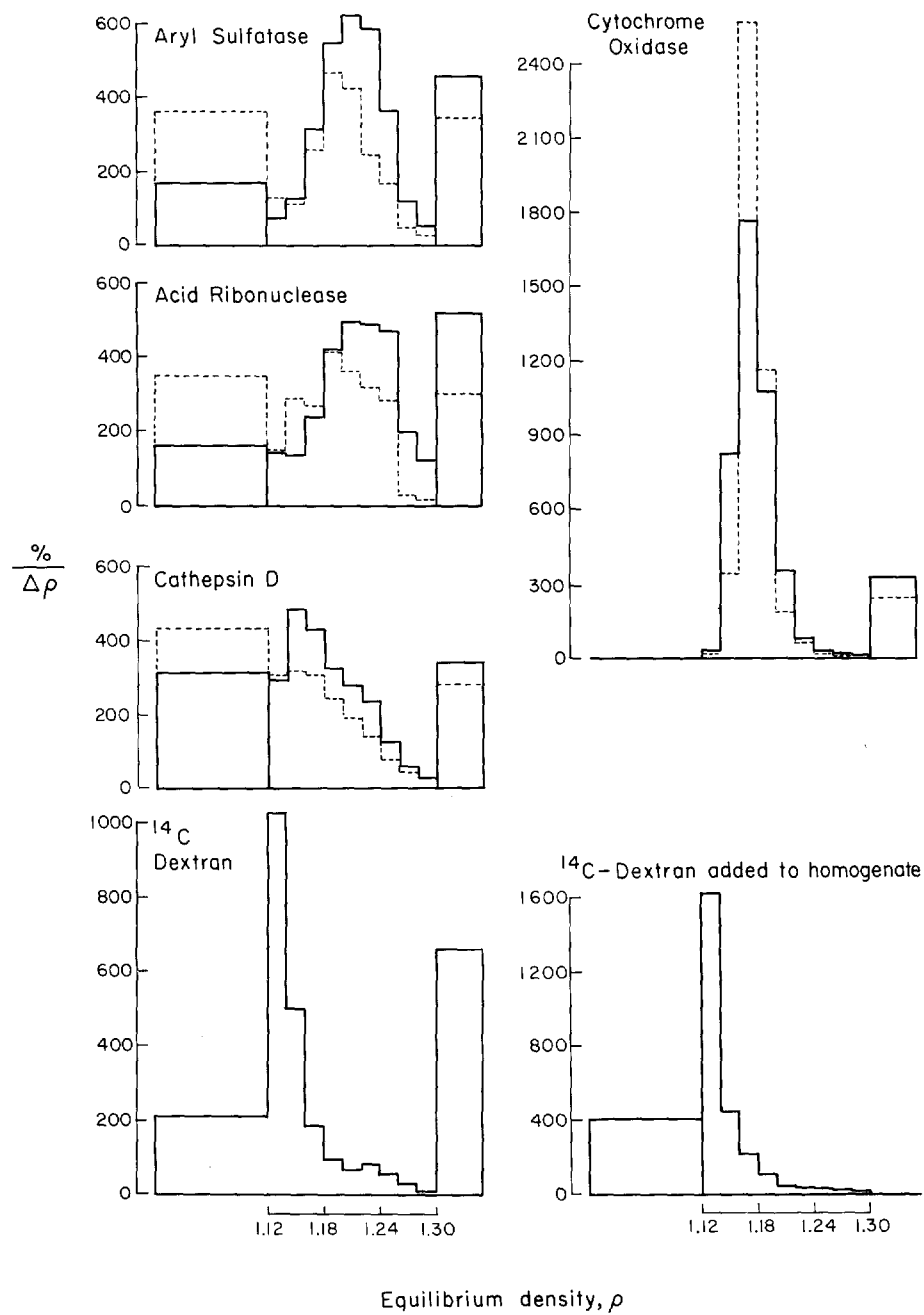 Aryl Sulfatase
600
400
200
0
Acid Ribonuclease
600
400
200
0
Cathepsin D
600
400
200
0
¹⁴C
Dextran
1000
800
600
400
200
0
1.12 1.18 1.24 1.30
%
Δρ
Cytochrome
Oxidase
2400
2100
1800
1500
1200
900
600
300
0
¹⁴C-Dextran added to homogenate
1600
1200
800
400
0
1.12 1.18 1.24 1.30
Equilibrium density, ρ